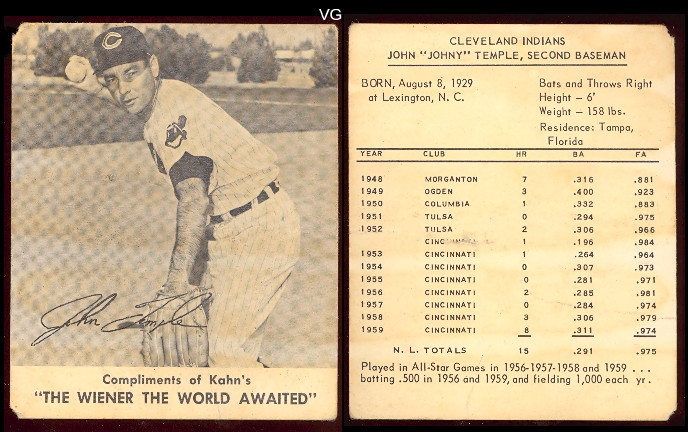 VG
C
John Temple
Compliments of Kahn's
"THE WIENER THE WORLD AWAITED"
CLEVELAND INDIANS
JOHN "JOHNY" TEMPLE, SECOND BASEMAN
BORN, August 8, 1929
at Lexington, N. C.
Bats and Throws Right
Height — 6'
Weight — 158 lbs.
Residence: Tampa,
Florida
YEAR CLUB HR BA FA
1948 MORGANTON 7 .316 .881
1949 OGDEN 3 .400 .923
1950 COLUMBIA 1 .332 .883
1951 TULSA 0 .294 .975
1952 TULSA 2 .306 .966
CINC 1 .196 .984
1953 CINCINNATI 1 .264 .964
1954 CINCINNATI 0 .307 .973
1955 CINCINNATI 0 .281 .971
1956 CINCINNATI 2 .285 .981
1957 CINCINNATI 0 .284 .974
1958 CINCINNATI 3 .306 .979
1959 CINCINNATI 8 .311 .974
N. L. TOTALS 15 .291 .975
Played in All-Star Games in 1956-1957-1958 and 1959 . . .
batting .500 in 1956 and 1959, and fielding 1,000 each yr.